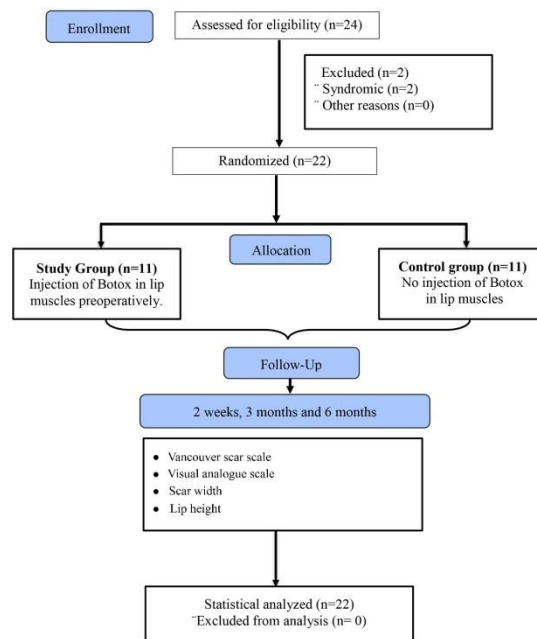 Enrollment
Assessed for eligibility (n=24)
Excluded (n=2)
¨ Syndromic (n=2)
¨ Other reasons (n=0)
Randomized (n=22)
Allocation
Study Group (n=11)
Injection of Botox in lip
muscles preoperatively.
Control group (n=11)
No injection of Botox
in lip muscles
Follow-Up
2 weeks, 3 months and 6 months
● Vancouver scar scale
● Visual analogue scale
● Scar width
● Lip height
Statistical analyzed (n=22)
¨Excluded from analysis (n= 0)